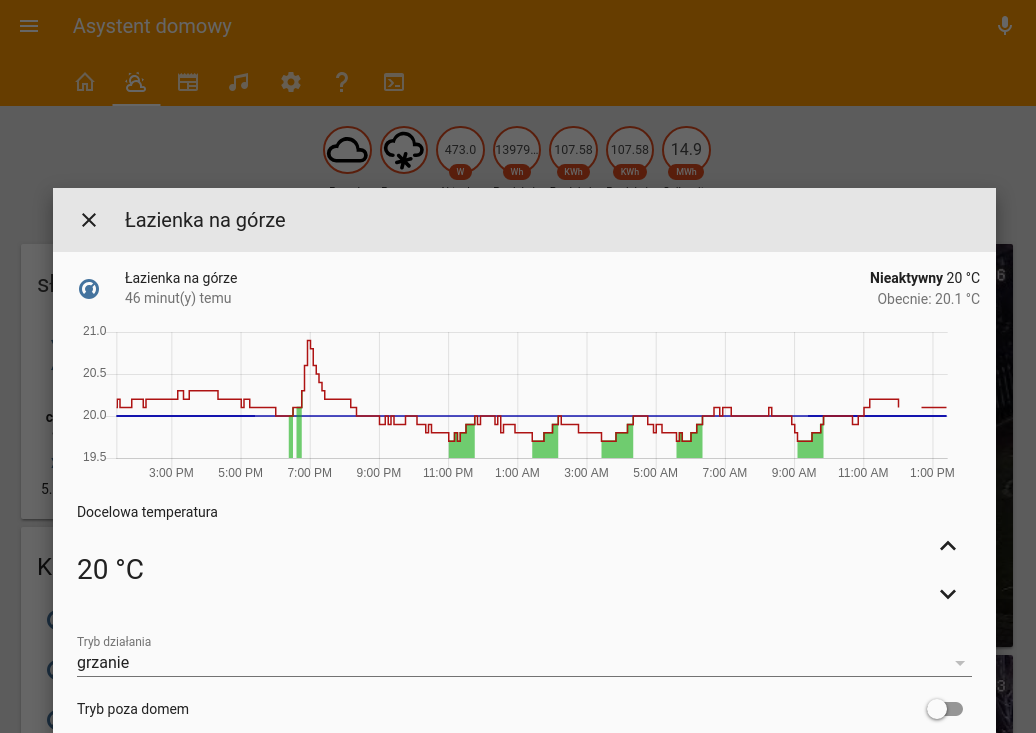 Asystent domowy
473.0 13979... 107.58 107.58 14.9
W Wh KWh KWh MWh
Łazienka na górze
Łazienka na górze
46 minut(y) temu
Nieaktywny 20 °C
Obecnie: 20.1 °C
21.0
20.5
20.0
19.5
3:00 PM 5:00 PM 7:00 PM 9:00 PM 11:00 PM 1:00 AM 3:00 AM 5:00 AM 7:00 AM 9:00 AM 11:00 AM 1:00 PM
Docelowa temperatura
20 °C
Tryb działania
grzanie
Tryb poza domem